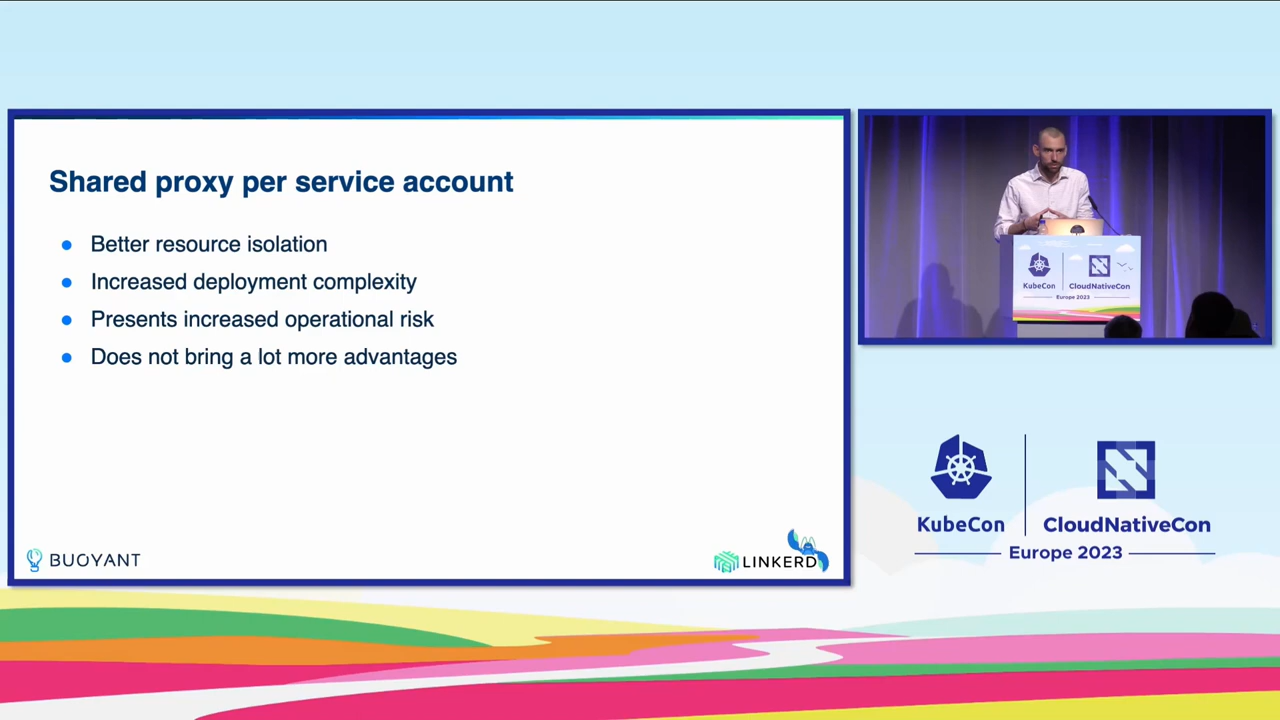 Shared proxy per service account
Better resource isolation
Increased deployment complexity
Presents increased operational risk
Does not bring a lot more advantages
BUOYANT
LINKERD
KubeCon
CloudNativeCon
Europe 2023
KubeCon
CloudNativeCon
Europe 2023